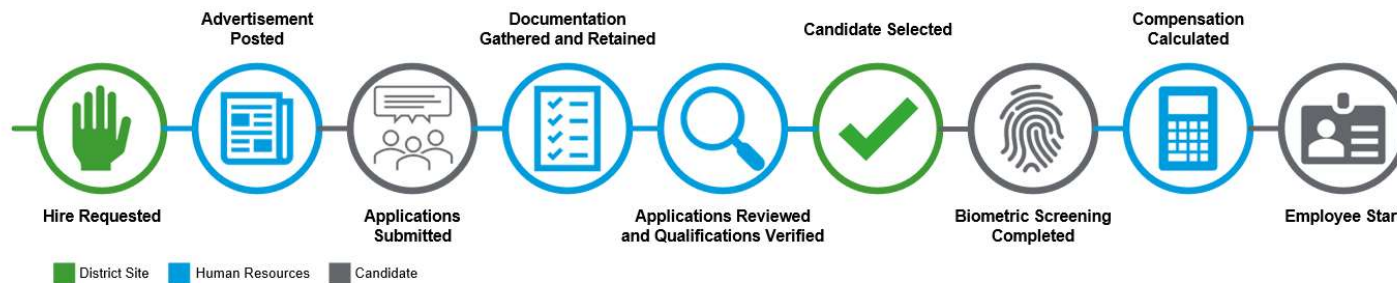 Advertisement
Posted
Documentation
Gathered and Retained
Candidate Selected
Compensation
Calculated
Hire Requested
Applications
Submitted
Applications Reviewed
and Qualifications Verified
Biometric Screening
Completed
Employee Star
District Site
Human Resources
Candidate